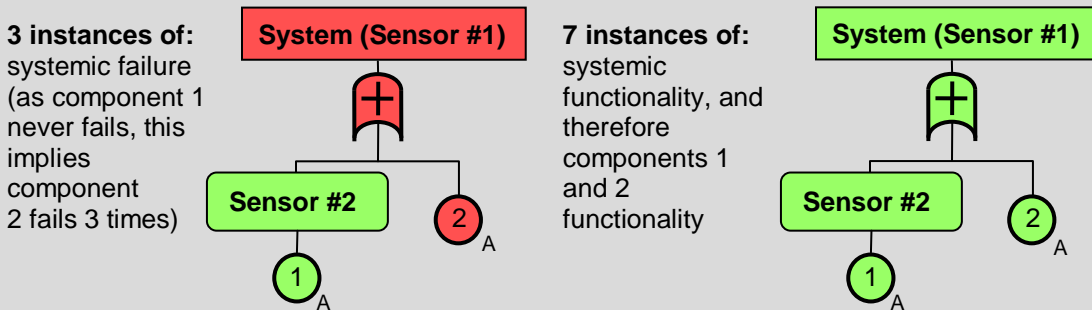 3 instances of:
systemic failure
(as component 1
never fails, this
implies
component
2 fails 3 times)
System (Sensor #1)
+
Sensor #2
2
A
1
A
7 instances of:
systemic
functionality, and
therefore
components 1
and 2
functionality
System (Sensor #1)
+
Sensor #2
2
A
1
A